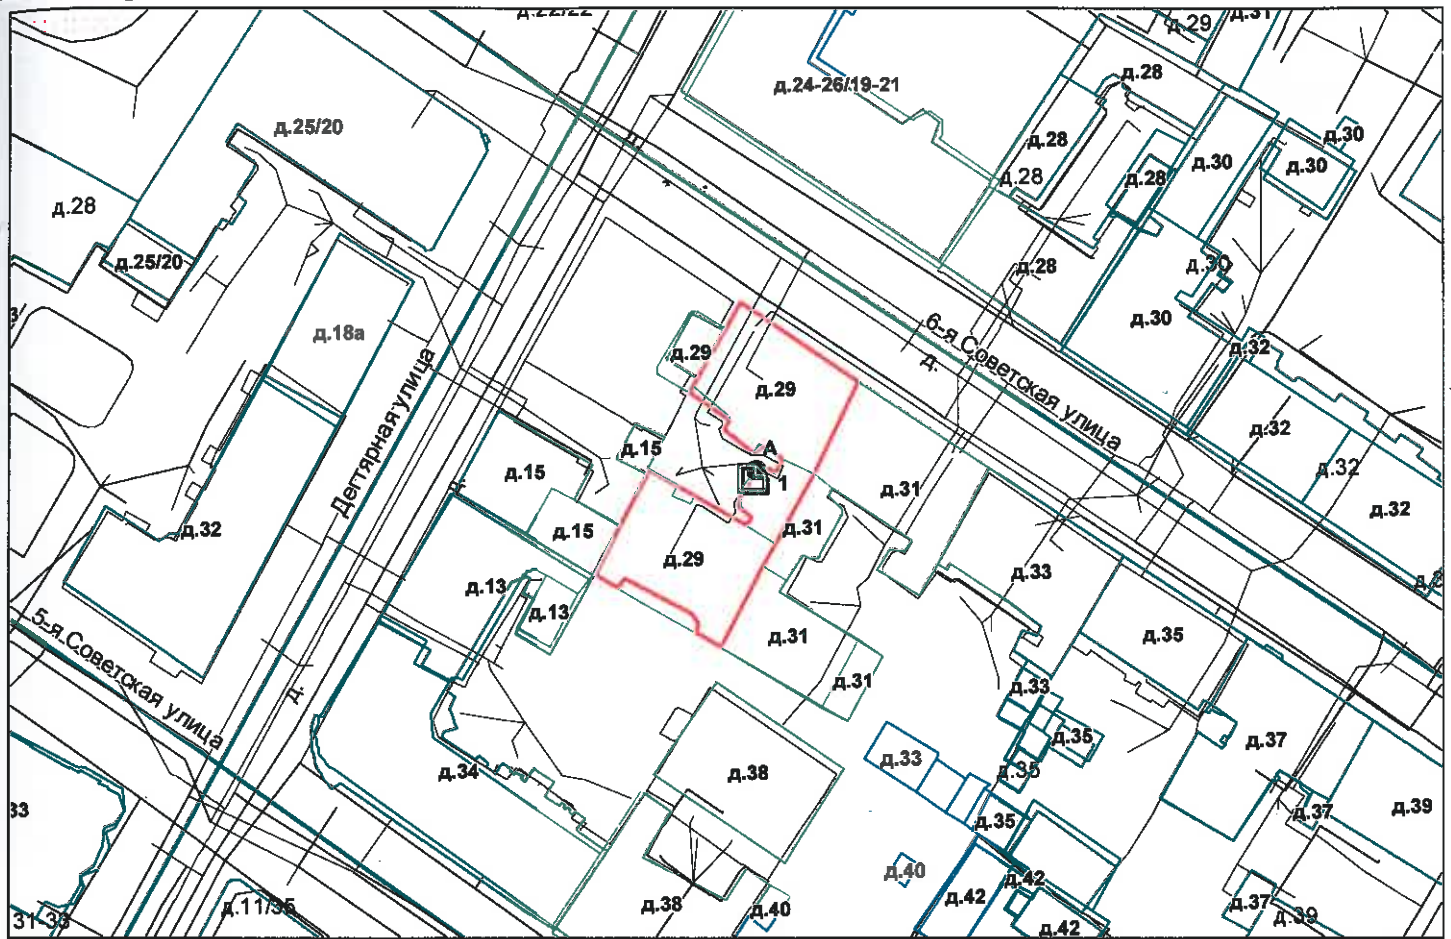 д.22/22
д.29
д.31
д.28
д.24-26/19-21
д.25/20
д.28
д.30
д.30
д.30
д.28
д.28
д.28
д.
д.28
д.25/20
д.28
д.30
д.30
6-я Советская улица
д.
д.18а
д.32
д.29
д.29
Дегтярная улица
д.32
д.15
А
д.32
д.15
1
д.31
д.32
д.32
д.15
д.31
д.29
д.33
д.13
д.13
5-я Советская улица
д.31
д.35
д.31
д.33
д.
д.35
д.37
д.33
д.35
д.34
д.38
33
д.35
д.37
д.39
д.40
д.42
д.42
д.38
д.40
д.37
д.39
д.11/35
31-33
д.42